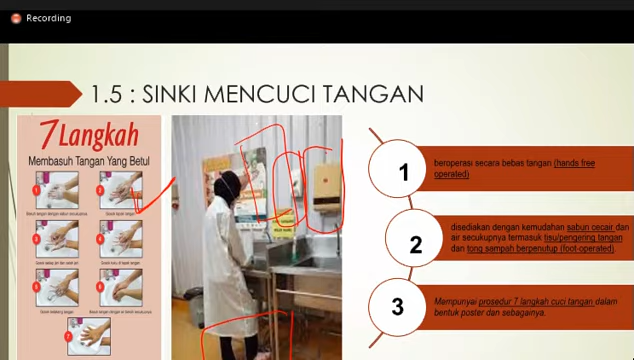 Recording
1.5 : SINKI MENCUCI TANGAN
7 Langkah
Membasuh Tangan Yang Betul
1
2
3
4
5
6
7
1
beroperasi secara bebas tangan (hands free
operated)
2
disediakan dengan kemudahan sabun cecair dan
air secukupnya termasuk tisu/pengering tangan
dan tong sampah berpenutup (foot-operated).
3
Mempunyai prosedur 7 langkah cuci tangan dalam
bentuk poster dan sebagainya.